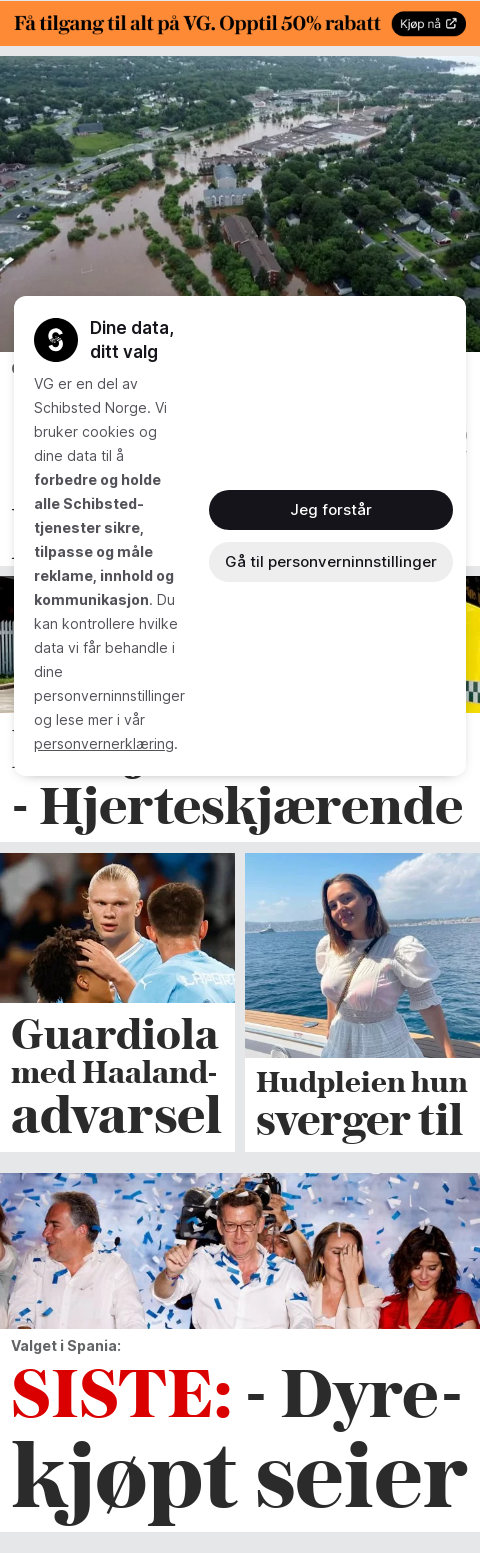 Få tilgang til alt på VG. Opptil 50% rabatt
Kjøp nå
Dine data,
ditt valg
VG er en del av
Schibsted Norge. Vi
bruker cookies og
dine data til å
forbedre og holde
alle Schibsted-
tjenester sikre,
tilpasse og måle
reklame, innhold og
kommunikasjon. Du
kan kontrollere hvilke
data vi får behandle i
dine
personverninnstillinger
og lese mer i vår
personvernerklæring.
Jeg forstår
Gå til personverninnstillinger
- Hjerteskjærende
Guardiola
med Haaland-
advarsel
Hudpleien hun
sverger til
Valget i Spania:
SISTE: - Dyre-
kjøpt seier